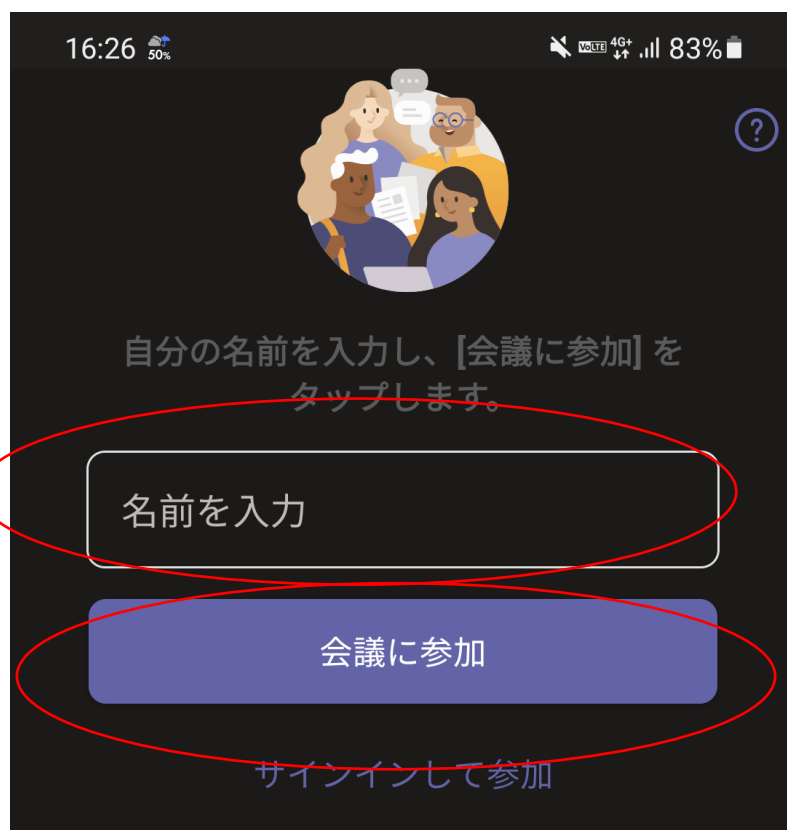 16:26 50% VoLTE 4G+ 83%
?
自分の名前を入力し、[会議に参加] を
タップします。
名前を入力
会議に参加
サインインして参加